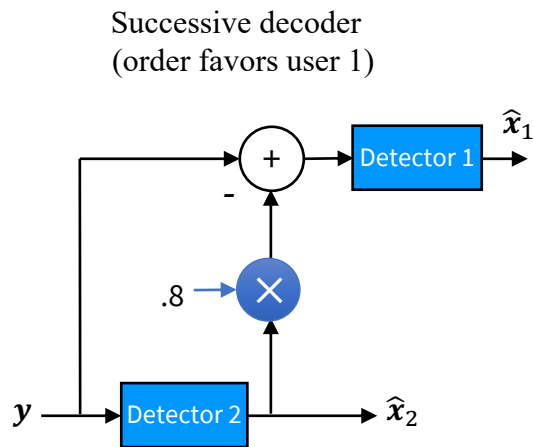 Successive decoder
(order favors user 1)
x̂₁
+
Detector 1
-
.8
×
y
Detector 2
x̂₂